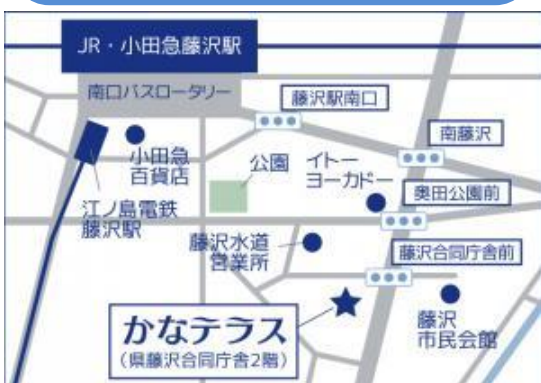 JR・小田急藤沢駅
南口バスロータリー
藤沢駅南口
小田急
百貨店
公園
イトー
ヨーカドー
南藤沢
奥田公園前
江ノ島電鉄
藤沢駅
藤沢水道
営業所
藤沢合同庁舎前
かなテラス
（県藤沢合同庁舎2階）
藤沢
市民会館